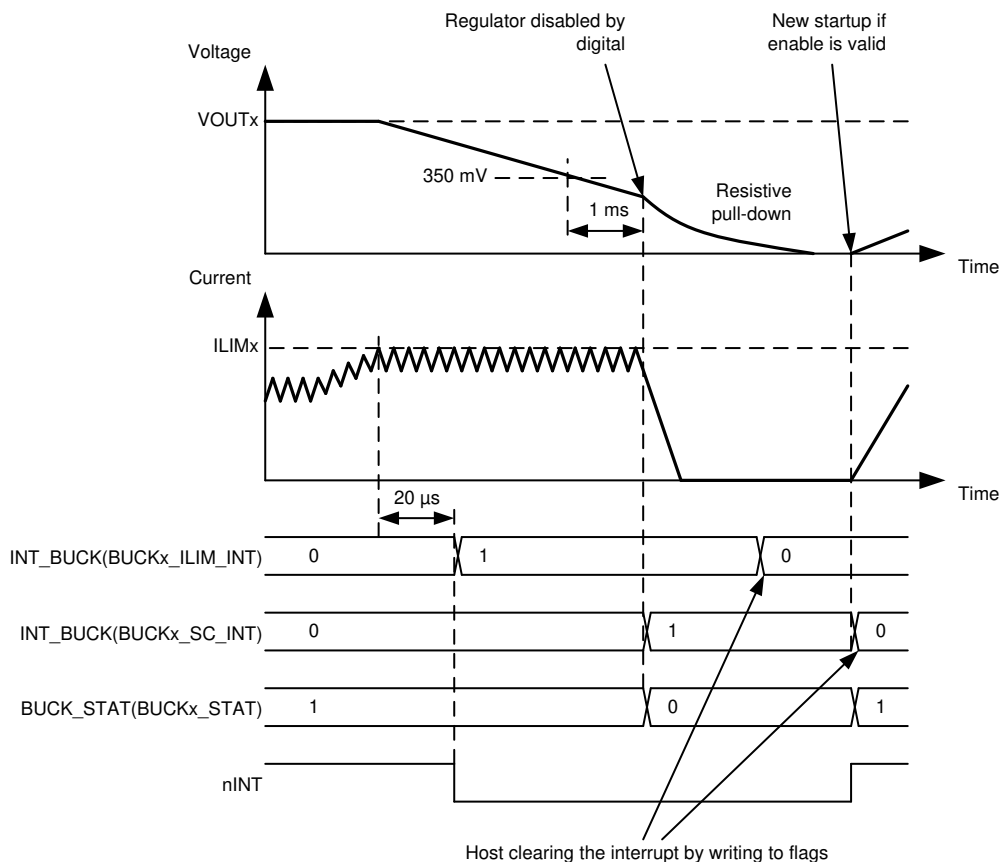 Regulator disabled by
digital
New startup if
enable is valid
Voltage
VOUTx
350 mV
1 ms
Resistive
pull-down
Time
Current
ILIMx
Time
20 µs
INT_BUCK(BUCKx_ILIM_INT) 0 1 0
INT_BUCK(BUCKx_SC_INT) 0 1 0
BUCK_STAT(BUCKx_STAT) 1 0 1
nINT
Host clearing the interrupt by writing to flags